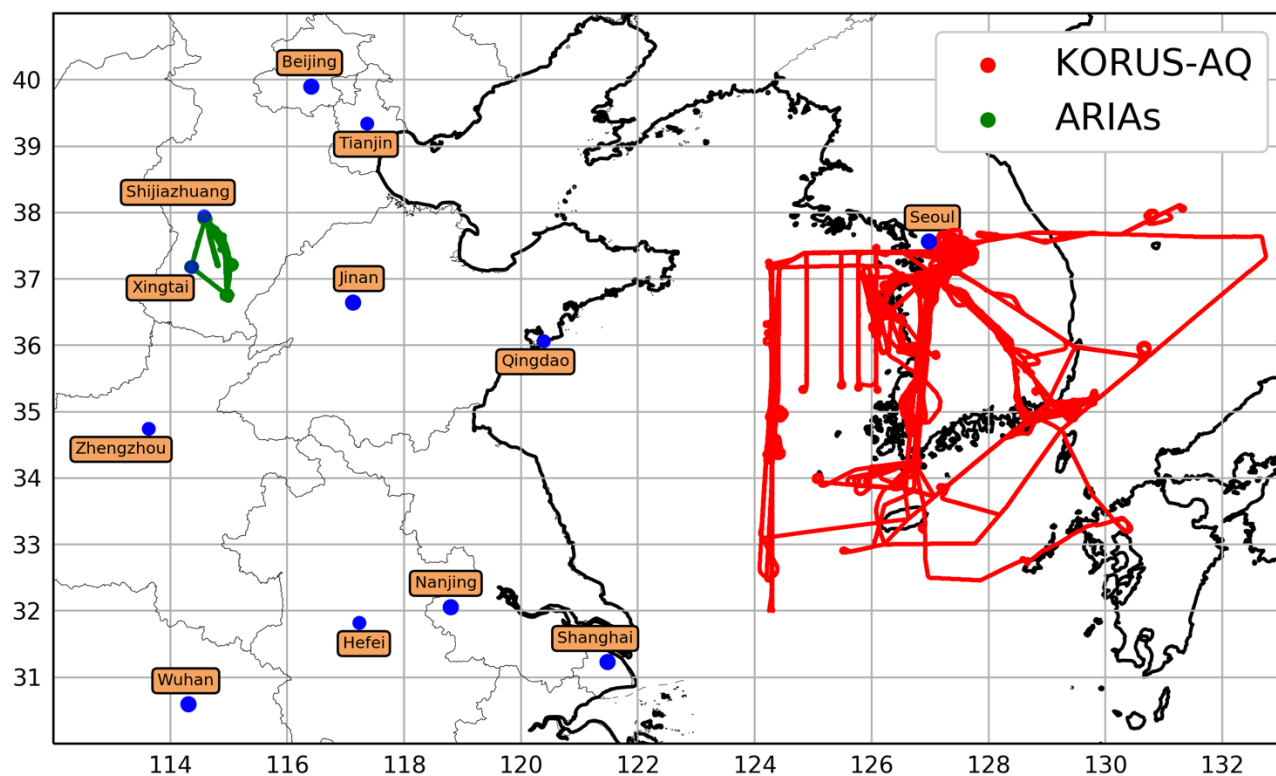 KORUS-AQ
ARIAs
40
39
38
37
36
35
34
33
32
31
Beijing
Tianjin
Shijiazhuang
Seoul
Xingtai
Jinan
Qingdao
Zhengzhou
Nanjing
Hefei
Shanghai
Wuhan
114
116
118
120
122
124
126
128
130
132